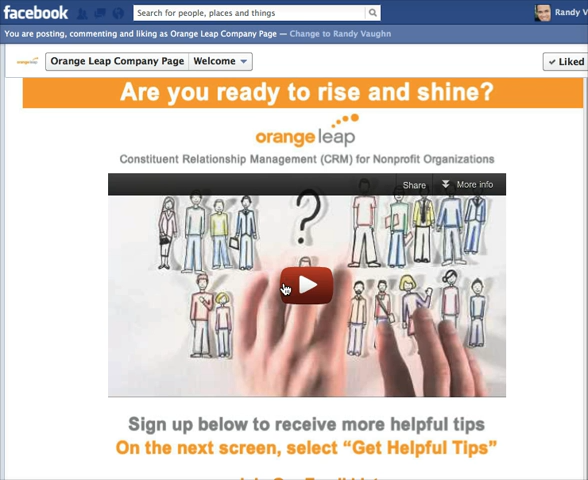 facebook
Search for people, places and things
Randy V
You are posting, commenting and liking as Orange Leap Company Page — Change to Randy Vaughn
orangeleap
Orange Leap Company Page
Welcome
Liked
Are you ready to rise and shine?
orange leap
Constituent Relationship Management (CRM) for Nonprofit Organizations
Share
More info
?
Sign up below to receive more helpful tips
On the next screen, select “Get Helpful Tips”